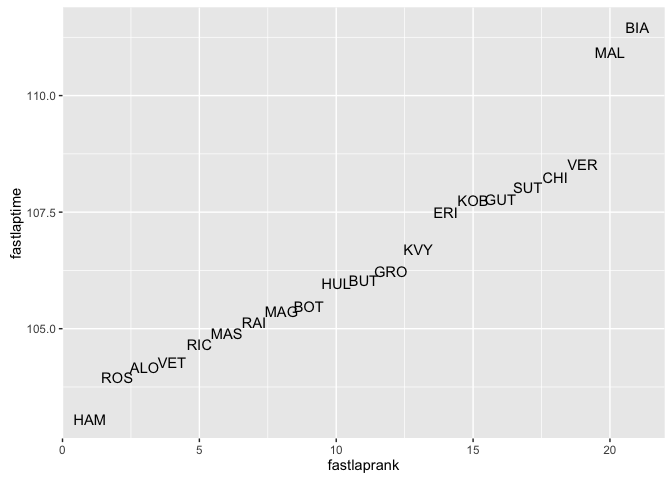 BIA
MAL
110.0
VER
CHI
SUT
KOB GUT
107.5
ERI
KVY
GRO
HUL BUT
BOT
MAG
RAI
105.0
MAS
RIC
VET
ALO
ROS
HAM
0 5 10 15 20
fastlaprank
fastlaptime